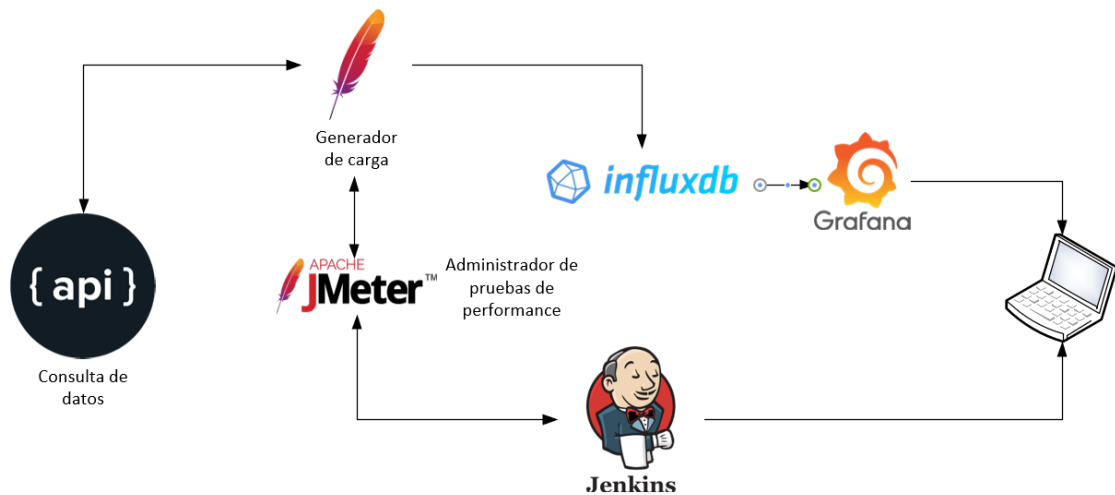 Generador
de carga
influxdb
Grafana
{ api }
APACHE
JMeter™
Administrador de
pruebas de
performance
Consulta de
datos
Jenkins